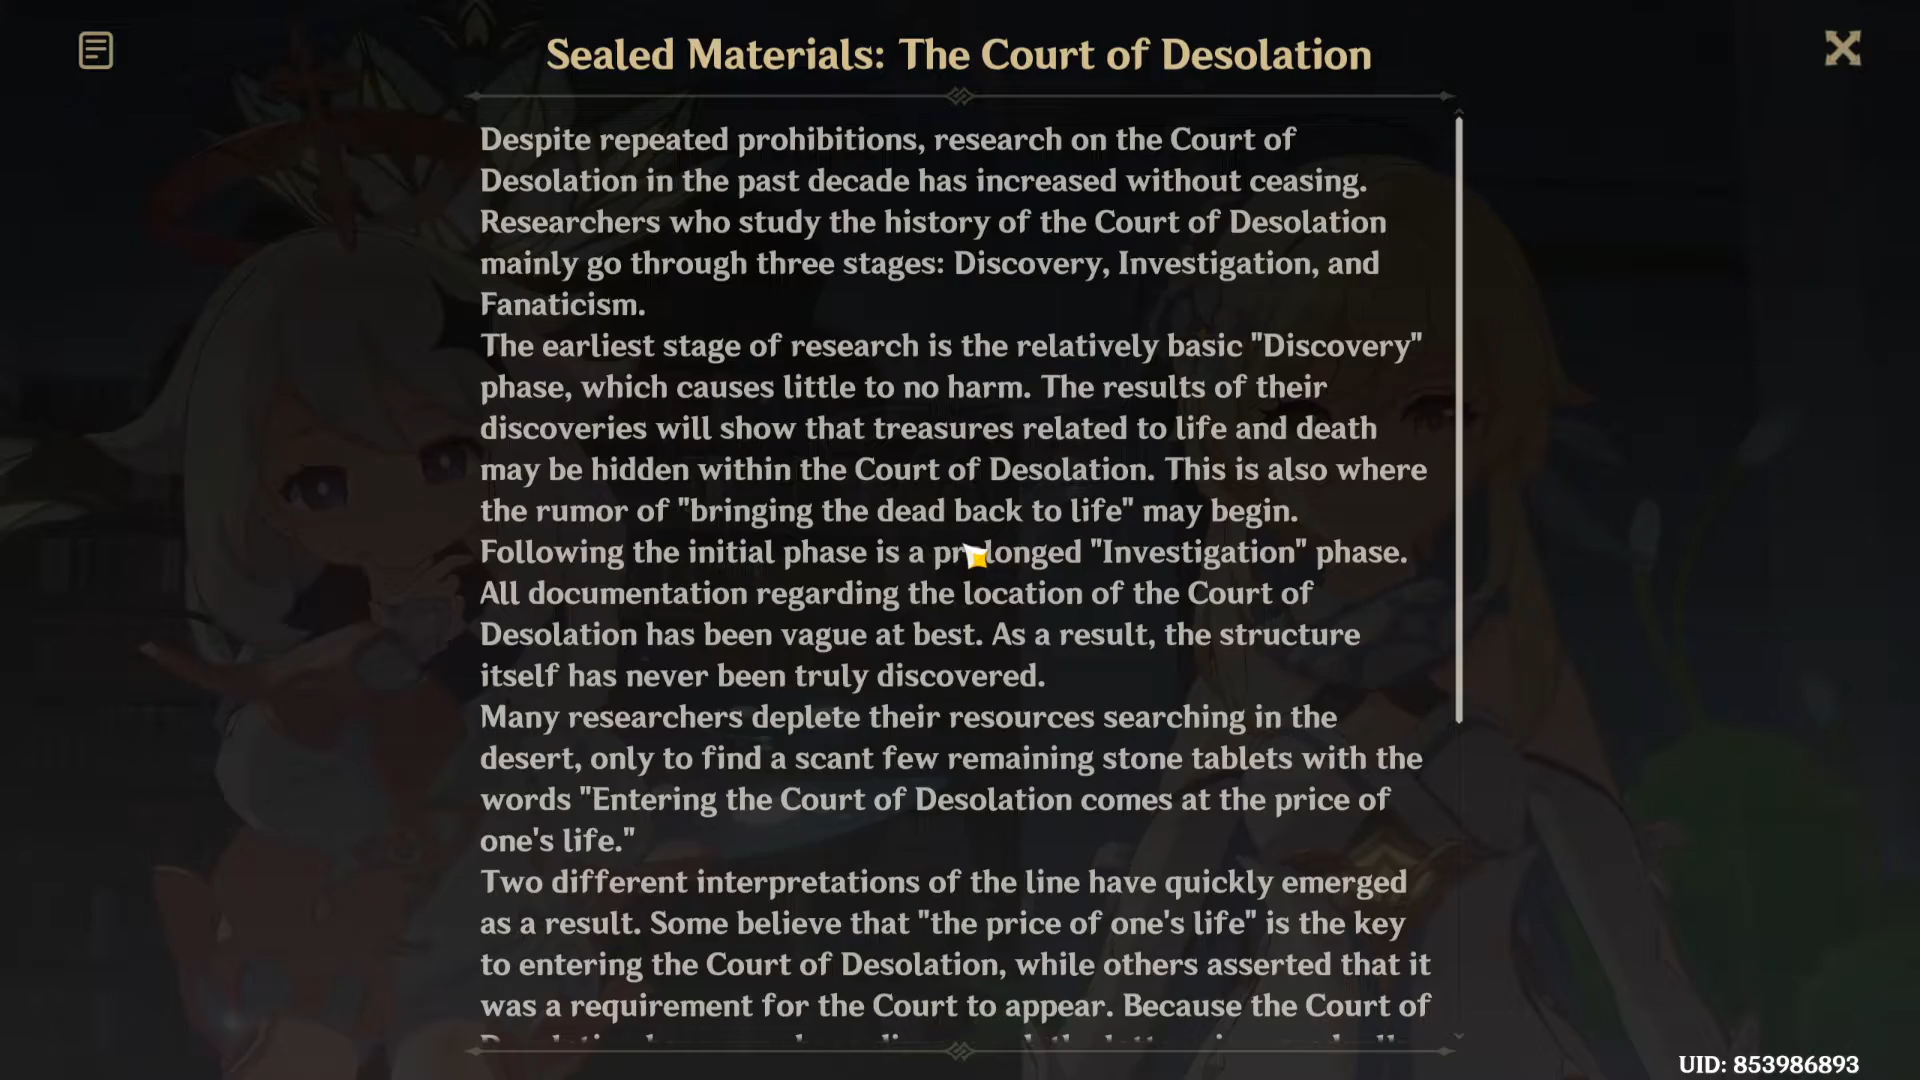 Sealed Materials: The Court of Desolation
Despite repeated prohibitions, research on the Court of
Desolation in the past decade has increased without ceasing.
Researchers who study the history of the Court of Desolation
mainly go through three stages: Discovery, Investigation, and
Fanaticism.
The earliest stage of research is the relatively basic "Discovery"
phase, which causes little to no harm. The results of their
discoveries will show that treasures related to life and death
may be hidden within the Court of Desolation. This is also where
the rumor of "bringing the dead back to life" may begin.
Following the initial phase is a prolonged "Investigation" phase.
All documentation regarding the location of the Court of
Desolation has been vague at best. As a result, the structure
itself has never been truly discovered.
Many researchers deplete their resources searching in the
desert, only to find a scant few remaining stone tablets with the
words "Entering the Court of Desolation comes at the price of
one's life."
Two different interpretations of the line have quickly emerged
as a result. Some believe that "the price of one's life" is the key
to entering the Court of Desolation, while others asserted that it
was a requirement for the Court to appear. Because the Court of
UID: 853986893